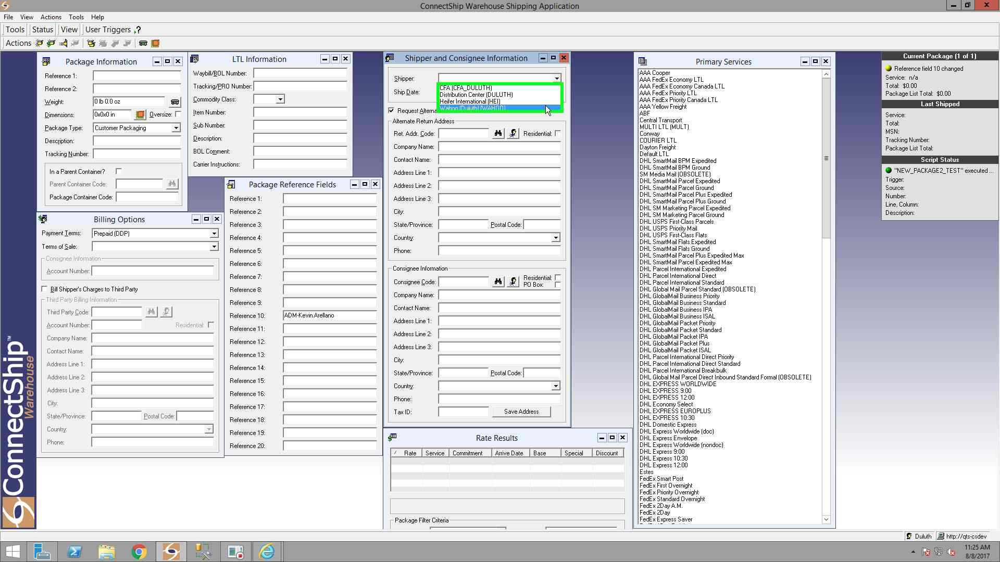 ConnectShip Warehouse Shipping Application
File View Actions Tools Help
Tools Status View User Triggers ?
Actions
Package Information
Reference 1:
Reference 2:
Weight: 0 lb 0.0 oz
Dimensions: 0x0x0 in Oversize:
Package Type: Customer Packaging
Description:
Tracking Number:
In a Parent Container?
Parent Container Code:
Package Container Code:
LTL Information
Waybill/BOL Number:
Tracking/PRO Number:
Commodity Class:
Item Number:
Sub Number:
Description:
BOL Comment:
Carrier Instructions:
Billing Options
Payment Terms: Prepaid (DDP)
Terms of Sale:
Consignee Information
Account Number:
Bill Shipper's Charges to Third Party
Third Party Billing Information
Third Party Code:
Account Number: Residential:
Company Name:
Contact Name:
Address Line 1:
Address Line 2:
Address Line 3:
City:
State/Province: Postal Code:
Country:
Phone:
Package Reference Fields
Reference 1:
Reference 2:
Reference 3:
Reference 4:
Reference 5:
Reference 6:
Reference 7:
Reference 8:
Reference 9:
Reference 10: ADM-Kevin.Arellano
Reference 11:
Reference 12:
Reference 13:
Reference 14:
Reference 15:
Reference 16:
Reference 17:
Reference 18:
Reference 19:
Reference 20:
Shipper and Consignee Information
Shipper:
CFA (CFA_DULUTH)
Distribution Center (DULUTH)
Heifer International (HEI)
Wahoo (Duluth) (WAHOO)
Ship Date:
Request Alterna
Alternate Return Address
Ret. Addr. Code: Residential:
Company Name:
Contact Name:
Address Line 1:
Address Line 2:
Address Line 3:
City:
State/Province: Postal Code:
Country:
Phone:
Consignee Information
Consignee Code: Residential:
PO Box:
Company Name:
Contact Name:
Address Line 1:
Address Line 2:
Address Line 3:
City:
State/Province: Postal Code:
Country:
Phone:
Tax ID: Save Address
Rate Results
/ Rate Service Commitment Arrive Date Base Special Discount
Package Filter Criteria
Primary Services
AAA Cooper
AAA FedEx Economy LTL
AAA FedEx Economy Canada LTL
AAA FedEx Priority LTL
AAA FedEx Priority Canada LTL
AAA Yellow Freight
ABF
Central Transport
MULTI LTL (MULT)
Conway
COURIER LTL
Dayton Freight
Default LTL
DHL SmartMail BPM Expedited
DHL SmartMail BPM Ground
SM Media Mail (OBSOLETE)
DHL SmartMail Parcel Expedited
DHL SmartMail Parcel Ground
DHL SmartMail Parcel Plus Expedited
DHL SmartMail Parcel Plus Ground
DHL SM Marketing Parcel Expedited
DHL SM Marketing Parcel Ground
DHL USPS First-Class Parcels
DHL USPS Priority Mail
DHL USPS First-Class Flats
DHL SmartMail Flats Expedited
DHL SmartMail Flats Ground
DHL SmartMail Parcel Plus Expedited Max
DHL SmartMail Parcel Expedited Max
DHL Parcel International Expedited
DHL Parcel International Direct
DHL Parcel International Standard
DHL Global Mail Parcel Standard (OBSOLETE)
DHL GlobalMail Business Priority
DHL GlobalMail Business Standard
DHL GlobalMail Business IPA
DHL GlobalMail Business ISAL
DHL GlobalMail Packet Priority
DHL GlobalMail Packet Standard
DHL GlobalMail Packet IPA
DHL GlobalMail Packet Plus
DHL GlobalMail Packet ISAL
DHL Parcel International Direct Priority
DHL Parcel International Direct Standard
DHL Parcel International Breakbulk
DHL Global Mail Parcel Direct Inbound Standard Formal (OBSOLETE)
DHL EXPRESS WORLDWIDE
DHL EXPRESS 9:00
DHL EXPRESS 12:00
DHL Economy Select
DHL EXPRESS EUROPLUS
DHL EXPRESS 10:30
DHL Domestic Express
DHL Express Worldwide (doc)
DHL Express Envelope
DHL Express Worldwide (nondoc)
DHL Express 9:00
DHL Express 10:30
DHL Express 12:00
Estes
FedEx Smart Post
FedEx First Overnight
FedEx Priority Overnight
FedEx Standard Overnight
FedEx 2Day A.M.
FedEx 2Day
FedEx Express Saver
Current Package (1 of 1)
Reference field 10 changed
Service: n/a
Total: $0.00
Package List Total: $0.00
Last Shipped
Service:
Total:
MSN:
Tracking Number:
Package List Total:
Script Status
"NEW_PACKAGE2_TEST" executed ...
Trigger:
Source:
Number:
Line, Column:
Description:
ConnectShip™
Warehouse
Duluth http://qts-csdev
11:25 AM
8/8/2017